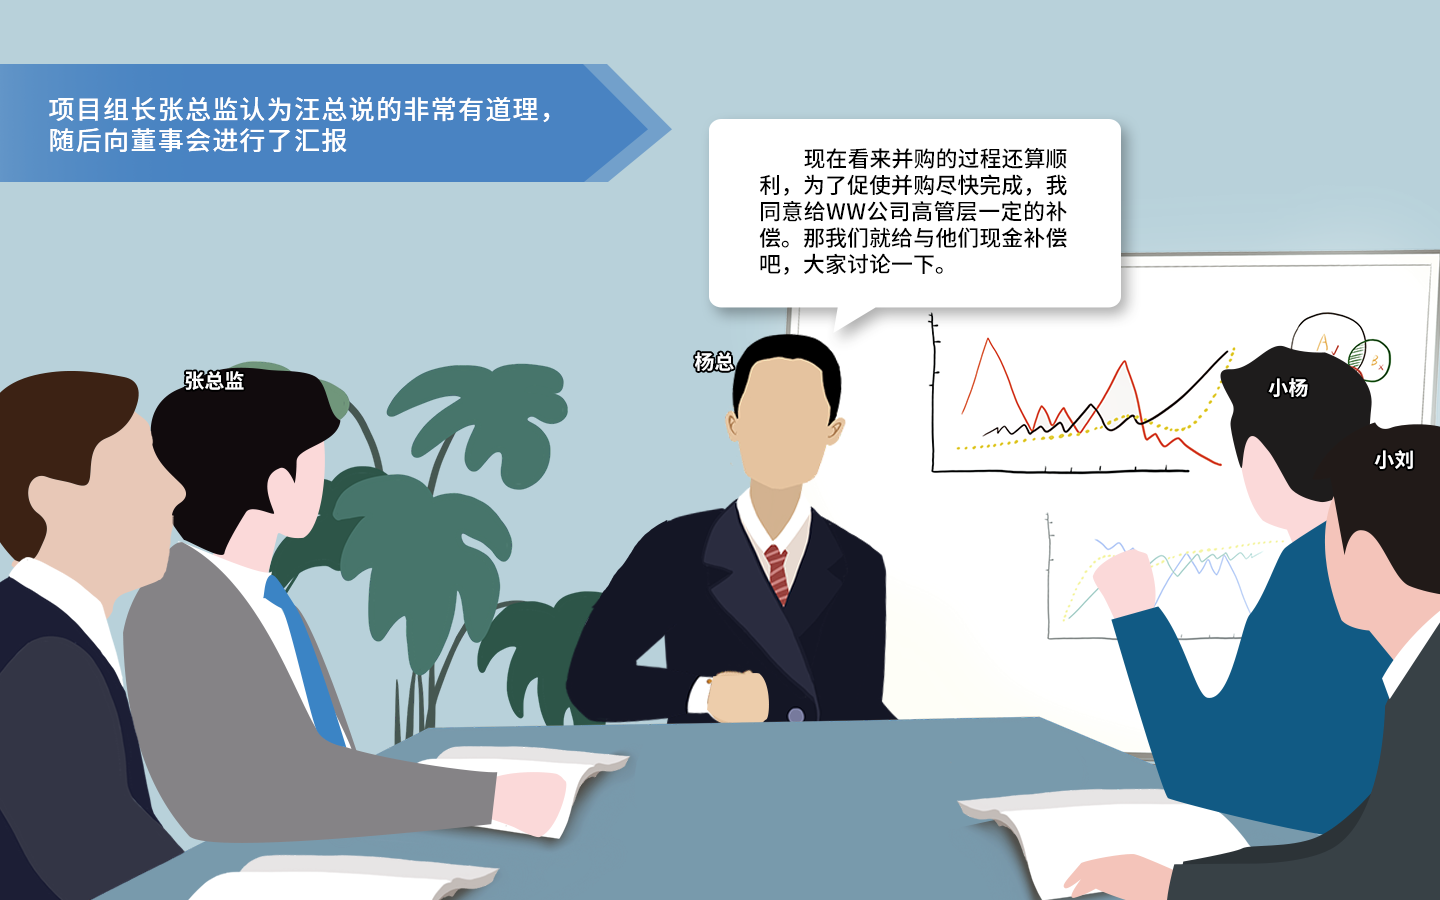 项目组长张总监认为汪总说的非常有道理，
随后向董事会进行了汇报
现在看来并购的过程还算顺
利，为了促使并购尽快完成，我
同意给WW公司高管层一定的补
偿。那我们就给与他们现金补偿
吧，大家讨论一下。
杨总
张总监
小杨
小刘
A
B